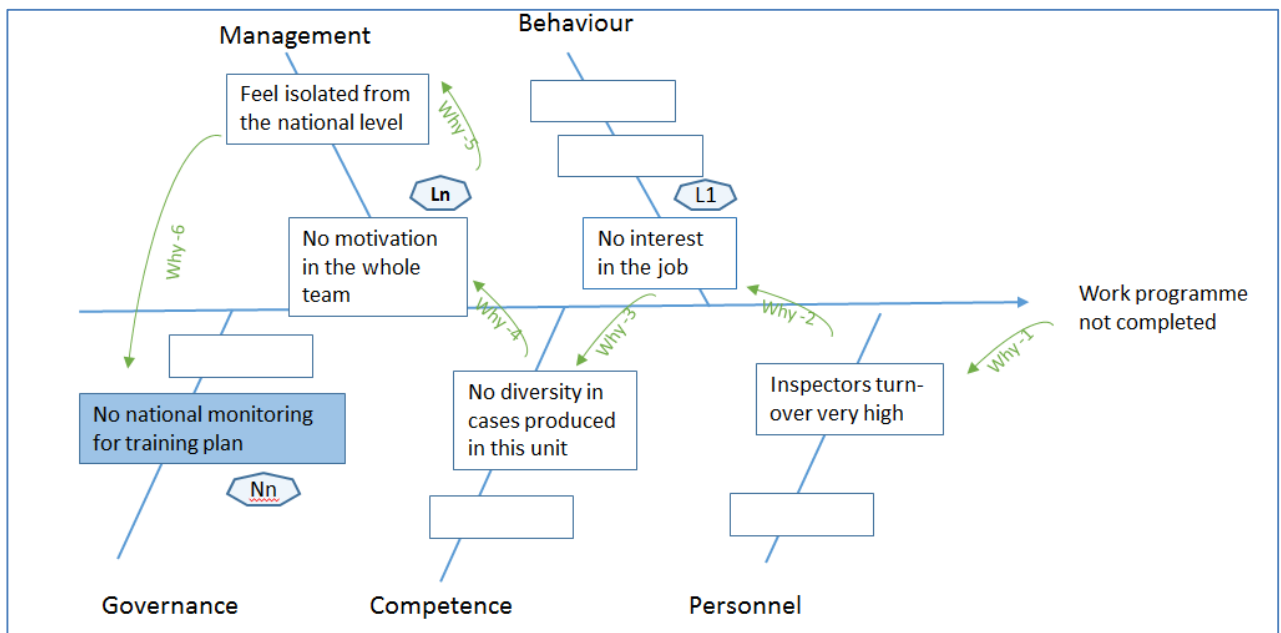 Management
Behaviour
Feel isolated from
the national level
Why -5
Ln
L1
No motivation
in the whole
team
No interest
in the job
Why -6
Why -4
Why -3
Why -2
Why -1
Work programme
not completed
No national monitoring
for training plan
Nn
No diversity in
cases produced
in this unit
Inspectors turn-
over very high
Governance
Competence
Personnel